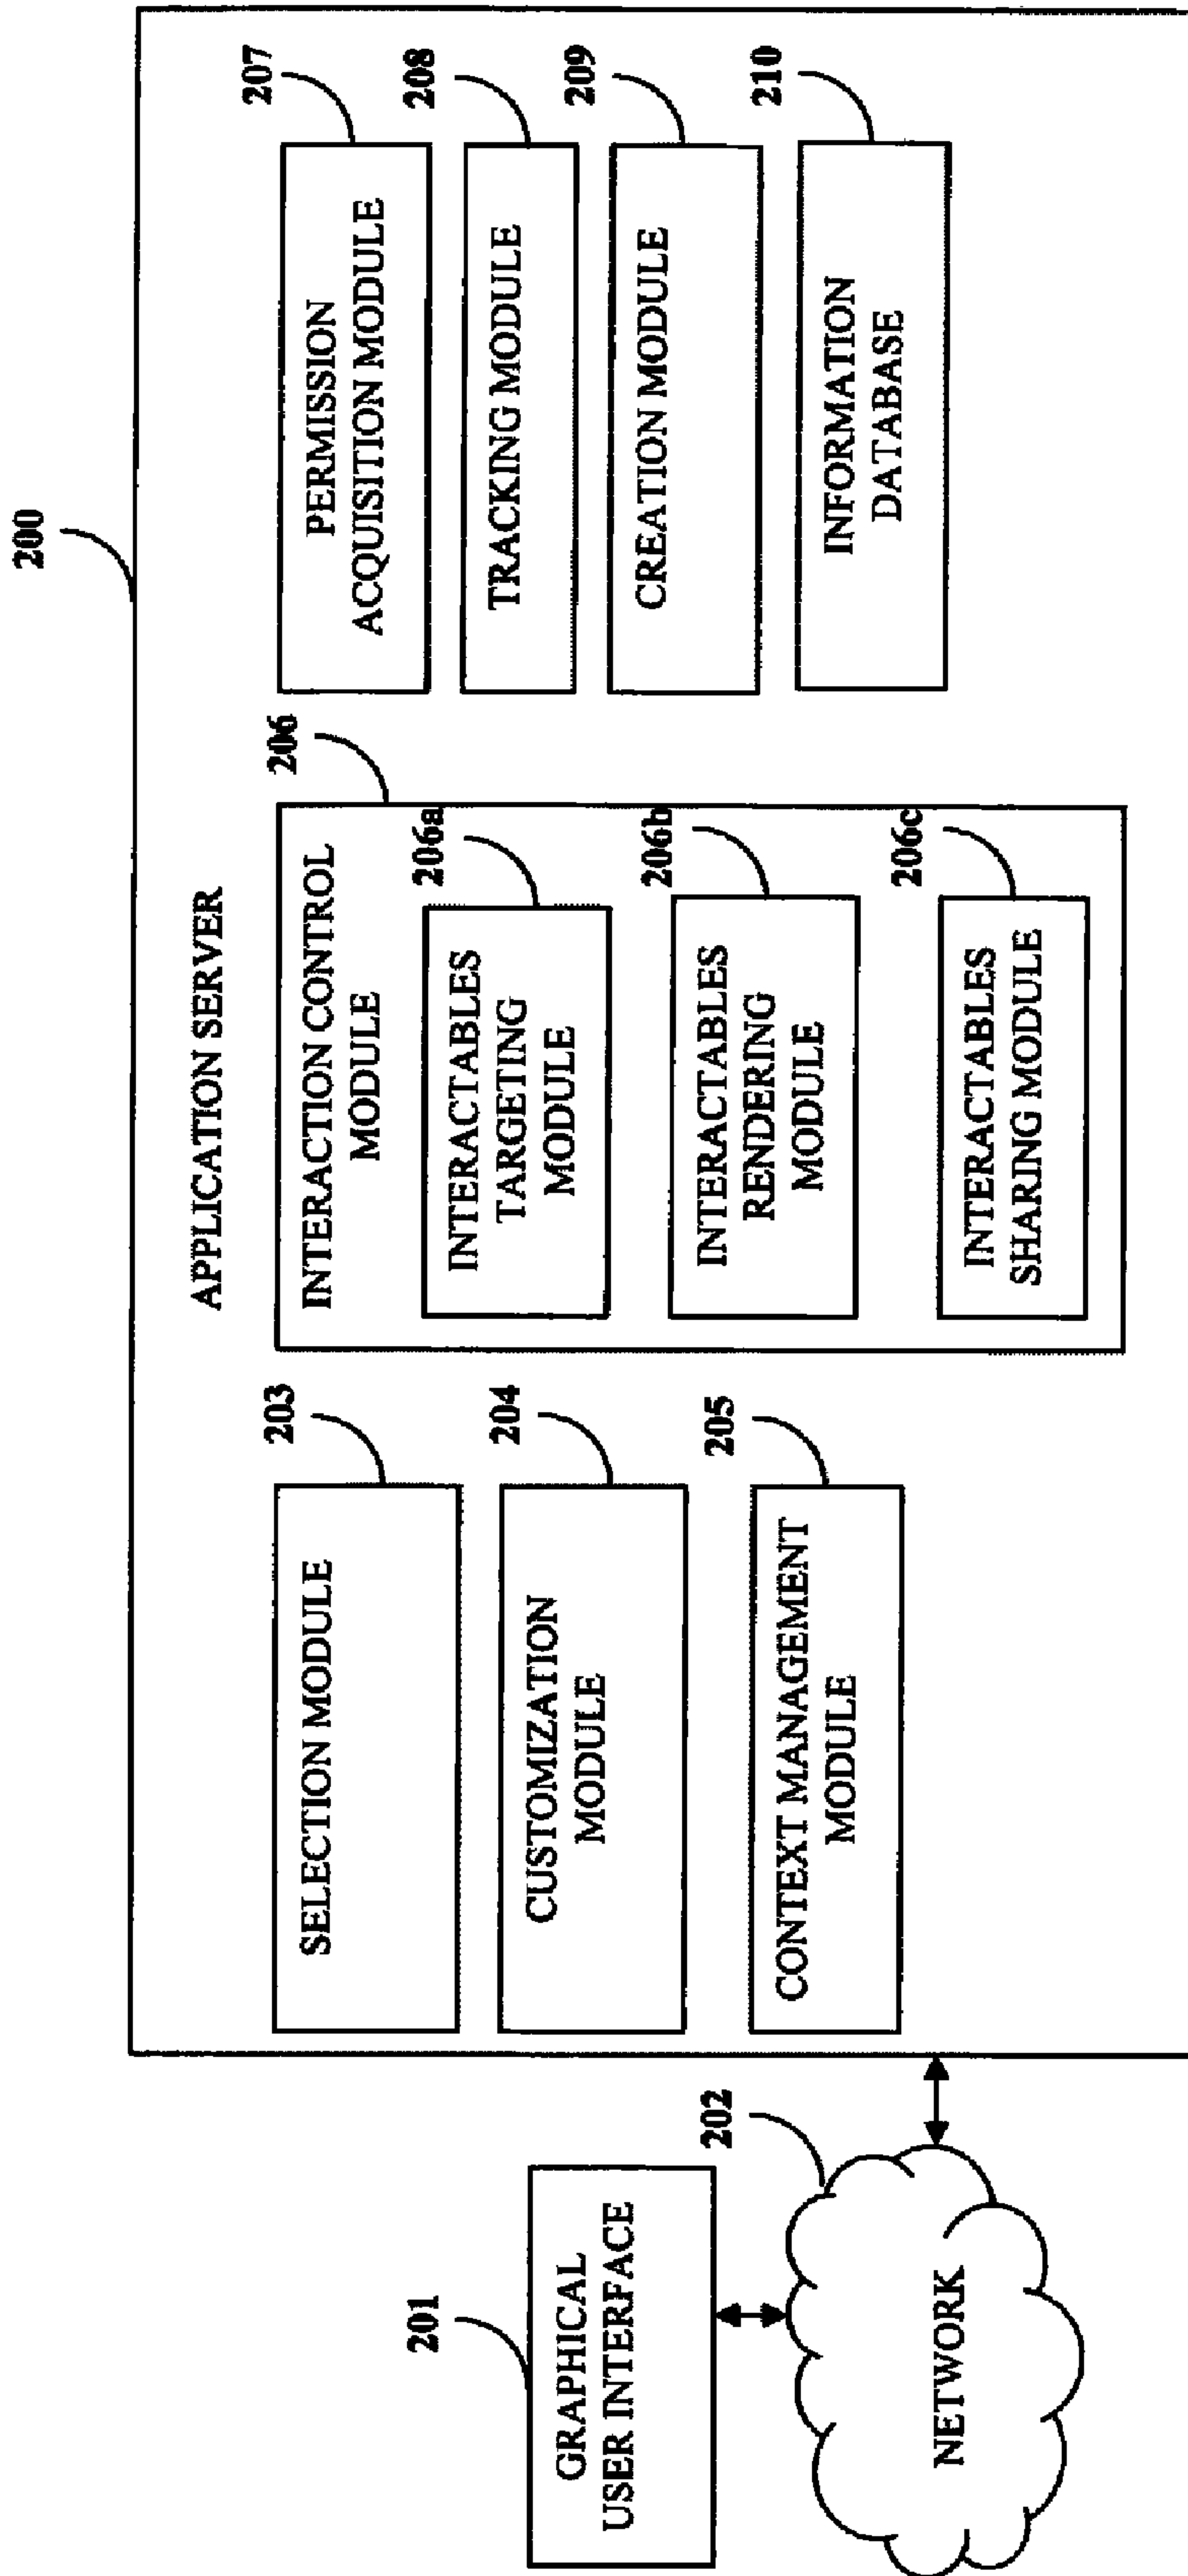 200
APPLICATION SERVER
201
GRAPHICAL
USER INTERFACE
202
NETWORK
203
SELECTION MODULE
204
CUSTOMIZATION
MODULE
205
CONTEXT MANAGEMENT
MODULE
206
INTERACTION CONTROL
MODULE
206a
INTERACTABLES
TARGETING
MODULE
206b
INTERACTABLES
RENDERING
MODULE
206c
INTERACTABLES
SHARING MODULE
207
PERMISSION
ACQUISITION MODULE
208
TRACKING MODULE
209
CREATION MODULE
210
INFORMATION
DATABASE